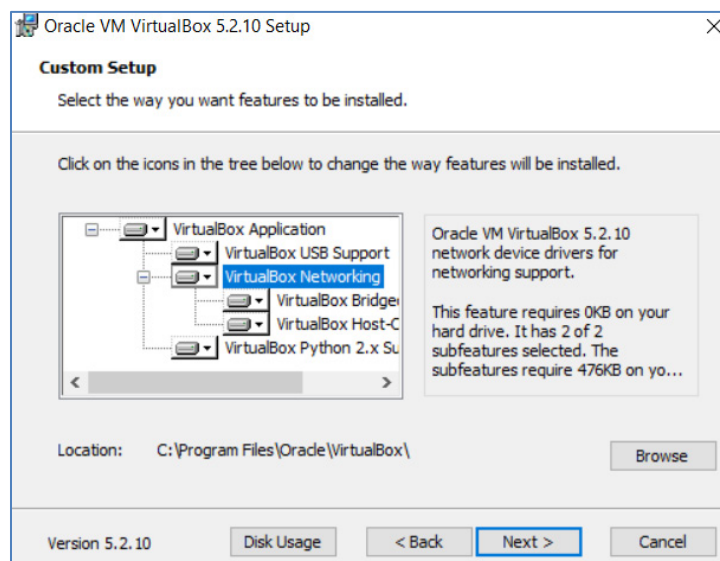 Oracle VM VirtualBox 5.2.10 Setup
Custom Setup
Select the way you want features to be installed.
Click on the icons in the tree below to change the way features will be installed.
VirtualBox Application
VirtualBox USB Support
VirtualBox Networking
VirtualBox Bridge
VirtualBox Host-C
VirtualBox Python 2.x Su
Oracle VM VirtualBox 5.2.10
network device drivers for
networking support.
This feature requires 0KB on your
hard drive. It has 2 of 2
subfeatures selected. The
subfeatures require 476KB on yo...
Location: C:\Program Files\Oracle\VirtualBox\
Browse
Version 5.2.10 Disk Usage < Back Next > Cancel